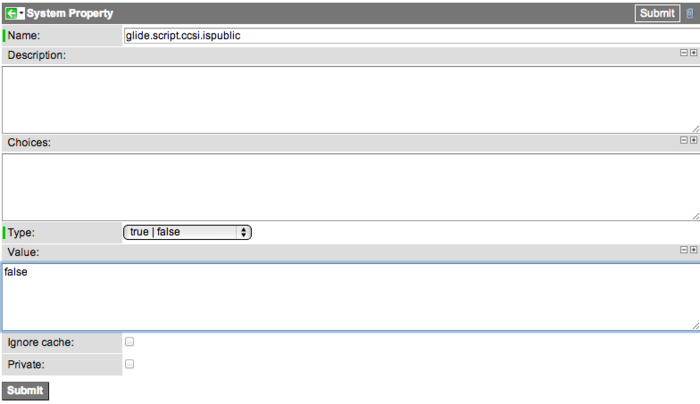 System Property
Submit
Name:
glide.script.ccsi.ispublic
Description:
Choices:
Type:
true | false
Value:
false
Ignore cache:
Private:
Submit